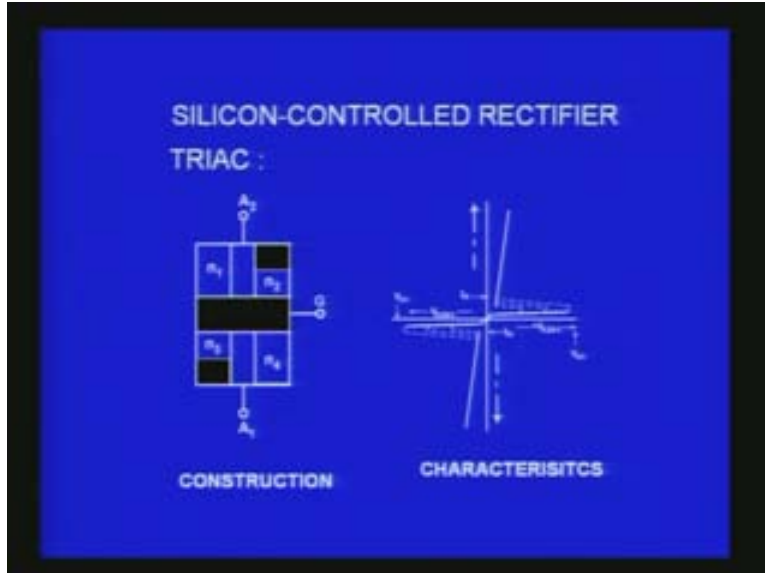 SILICON-CONTROLLED RECTIFIER
TRIAC :
A2
n1
n2
G
n3
n4
A1
CONSTRUCTION
CHARACTERISITCS